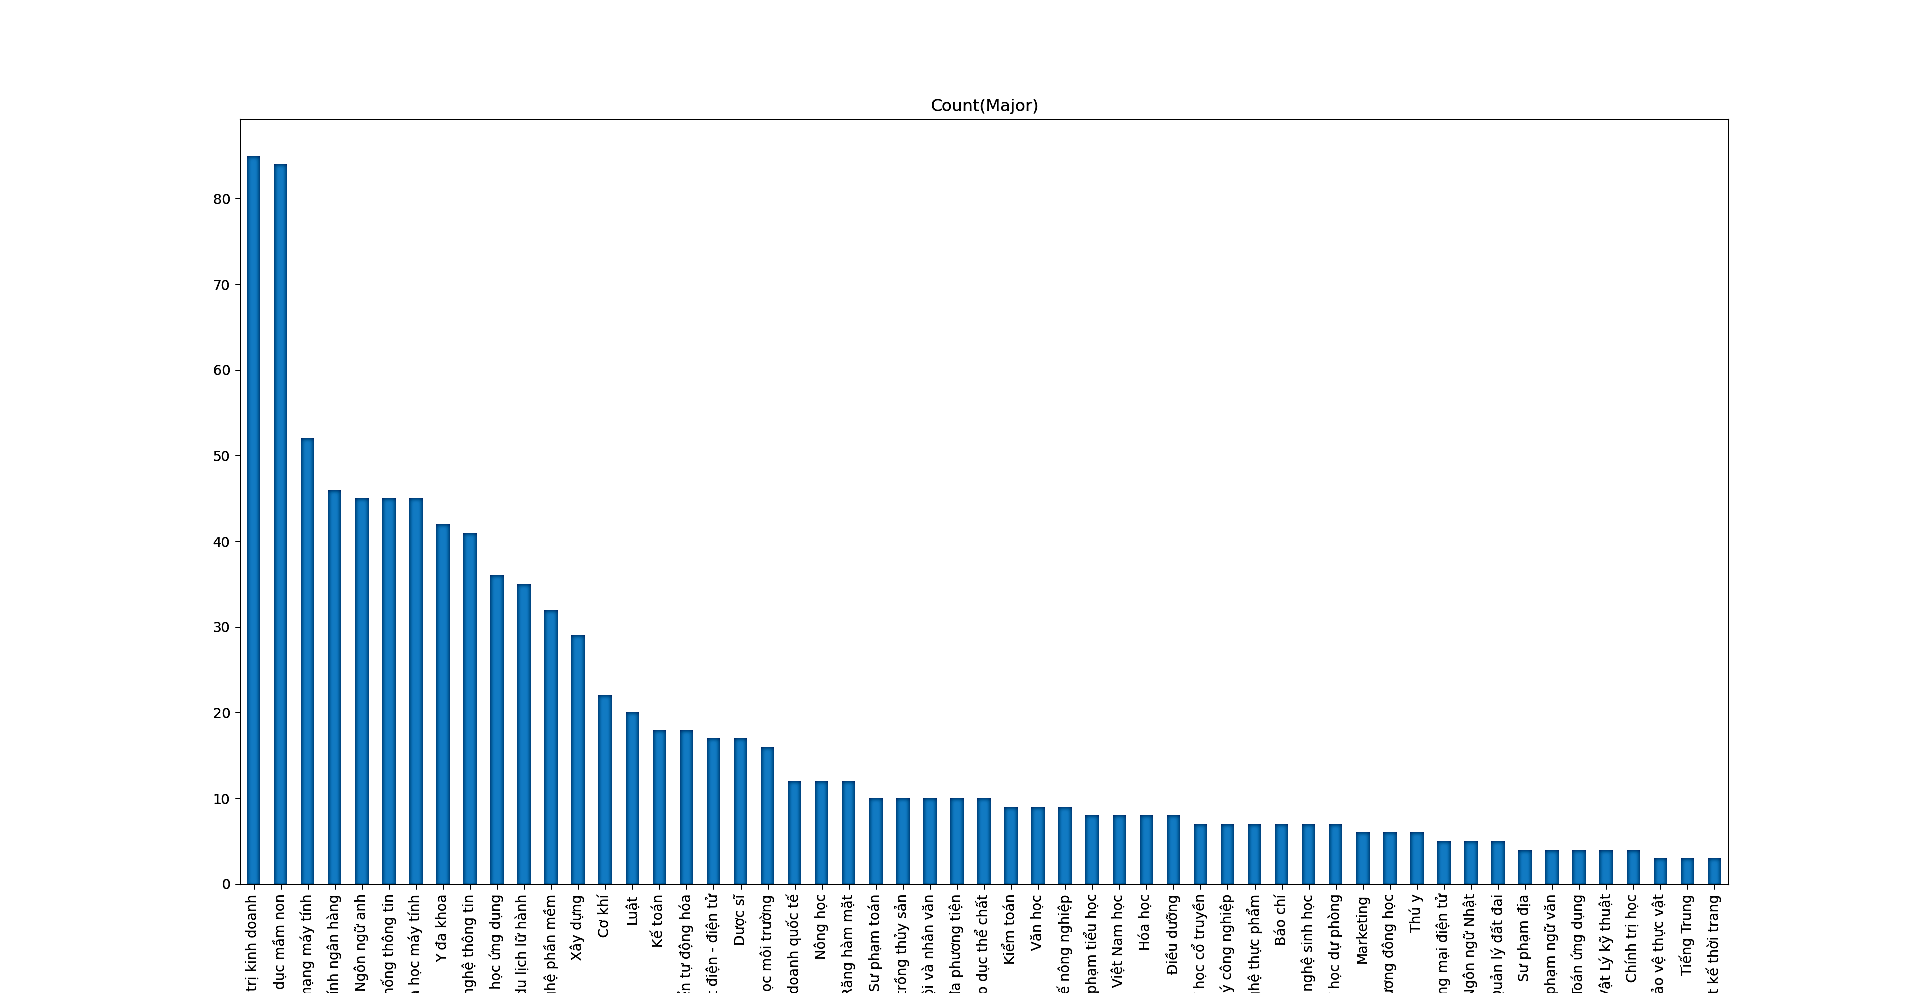 Count(Major)
80
70
60
50
40
30
20
10
0
trị kinh doanh
dục mầm non
mạng máy tính
ính ngân hàng
Ngôn ngữ anh
hống thông tin
học máy tính
Y đa khoa
nghệ thông tin
học ứng dụng
du lịch lữ hành
hệ phần mềm
Xây dựng
Cơ khí
Luật
Kế toán
ển tự động hóa
điện - điện tử
Dược sĩ
ọc môi trường
doanh quốc tế
Nông học
Răng hàm mặt
Sư phạm toán
trồng thủy sản
ội và nhân văn
đa phương tiện
o dục thể chất
Kiểm toán
Văn học
ế nông nghiệp
phạm tiểu học
Việt Nam học
Hóa học
Điều dưỡng
học cổ truyền
ý công nghiệp
ghệ thực phẩm
Báo chí
nghệ sinh học
học dự phòng
Marketing
ương đông học
Thú y
ng mại điện tử
Ngôn ngữ Nhật
Quản lý đất đai
Sư phạm địa
phạm ngữ văn
Toán ứng dụng
Vật Lý kỹ thuật
Chính trị học
ảo vệ thực vật
Tiếng Trung
t kế thời trang